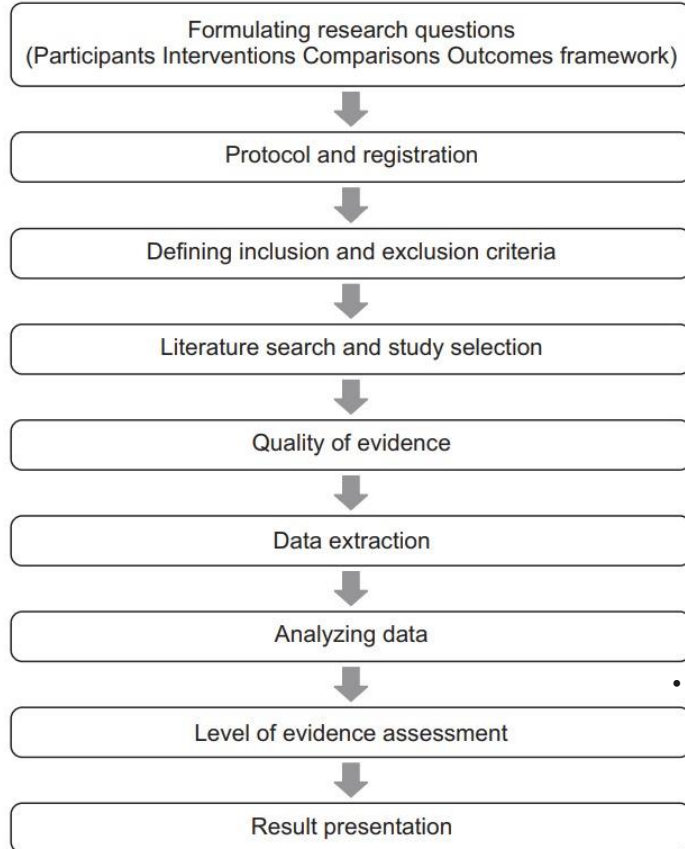 Formulating research questions
(Participants Interventions Comparisons Outcomes framework)
Protocol and registration
Defining inclusion and exclusion criteria
Literature search and study selection
Quality of evidence
Data extraction
Analyzing data
Level of evidence assessment
Result presentation